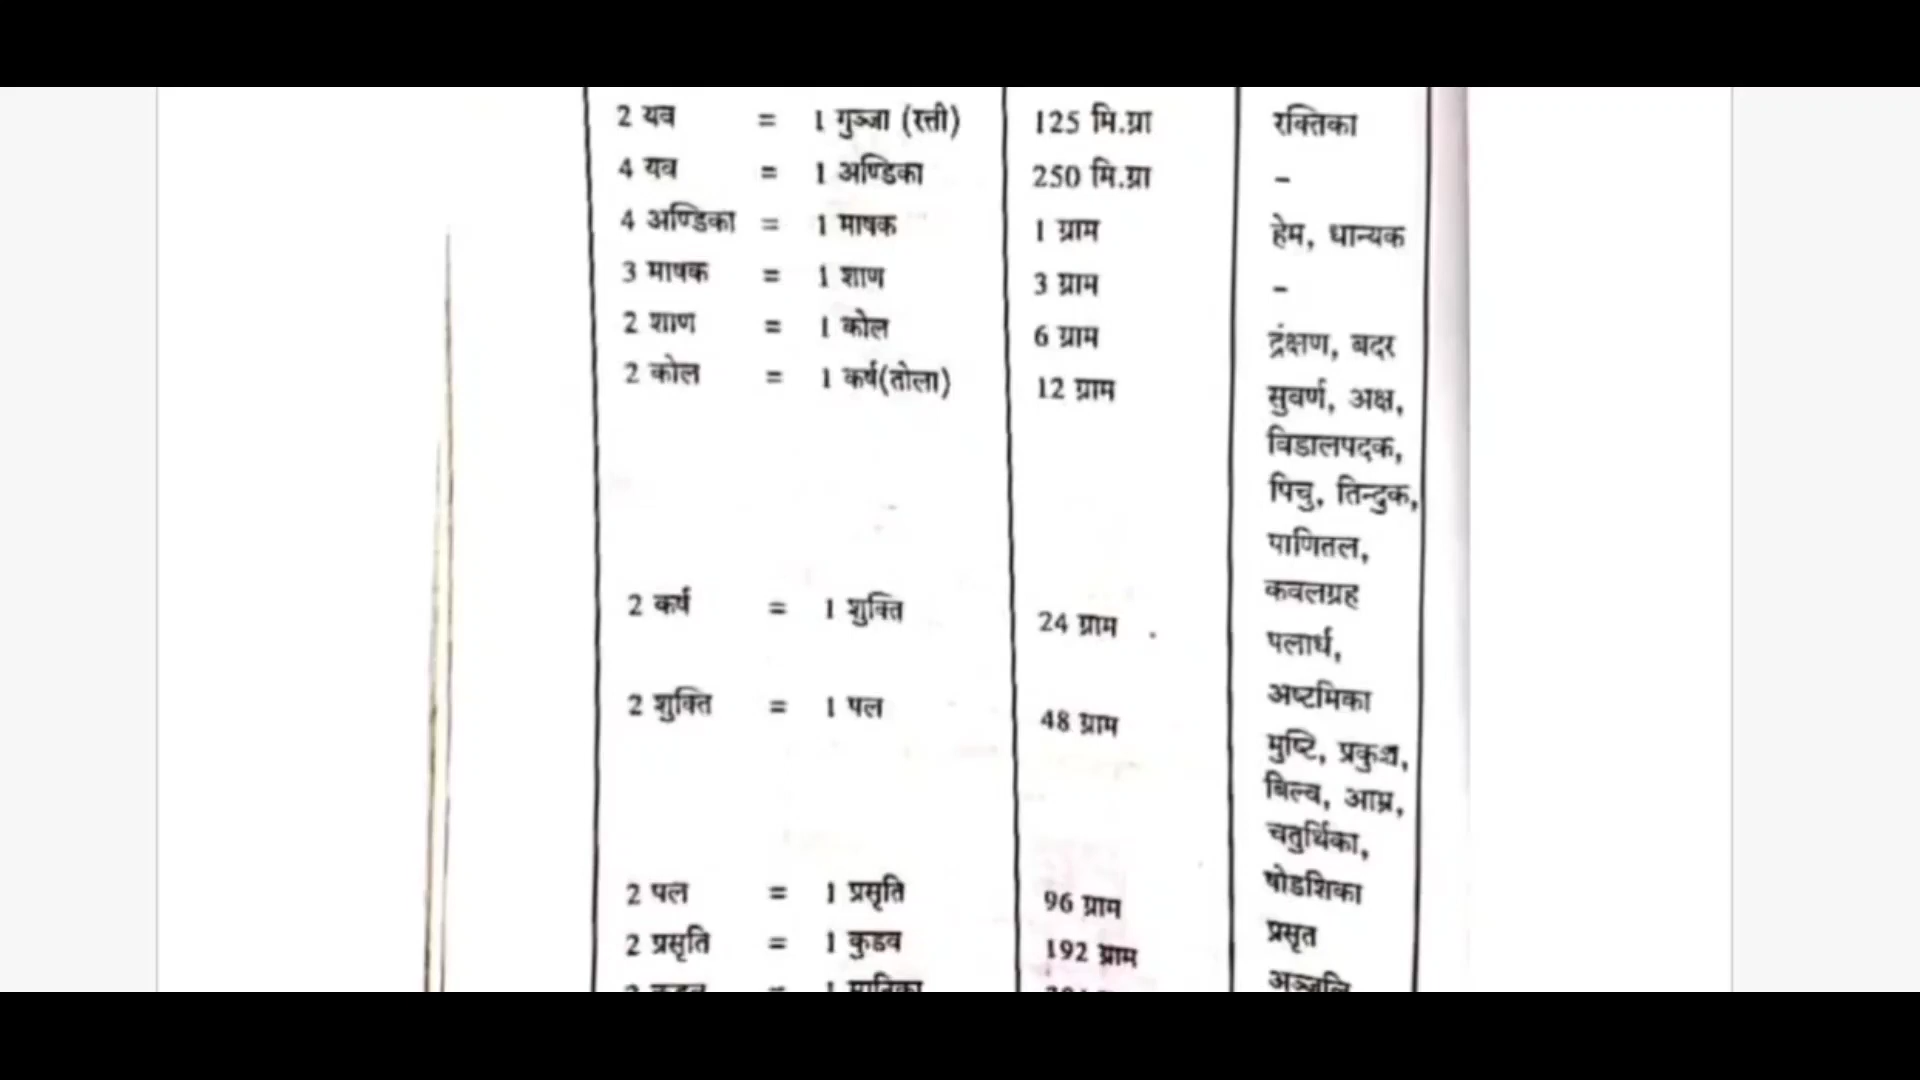 2 यव = 1 गुञ्जा (रत्ती) 125 मि.ग्रा रक्तिका
4 यव = 1 अण्डिका 250 मि.ग्रा -
4 अण्डिका = 1 माषक 1 ग्राम हेम, धान्यक
3 माषक = 1 शाण 3 ग्राम -
2 शाण = 1 कोल 6 ग्राम द्रंक्षण, बदर
2 कोल = 1 कर्ष(तोला) 12 ग्राम सुवर्ण, अक्ष,
विडालपदक,
पिचु, तिन्दुक,
पाणितल,
कवलग्रह
2 कर्ष = 1 शुक्ति 24 ग्राम पलार्ध,
अष्टमिका
2 शुक्ति = 1 पल 48 ग्राम मुष्टि, प्रकुञ्च,
बिल्व, आम्र,
चतुर्थिका,
षोडशिका
2 पल = 1 प्रसृति 96 ग्राम प्रसृत
2 प्रसृति = 1 कुडव 192 ग्राम अञ्जलि